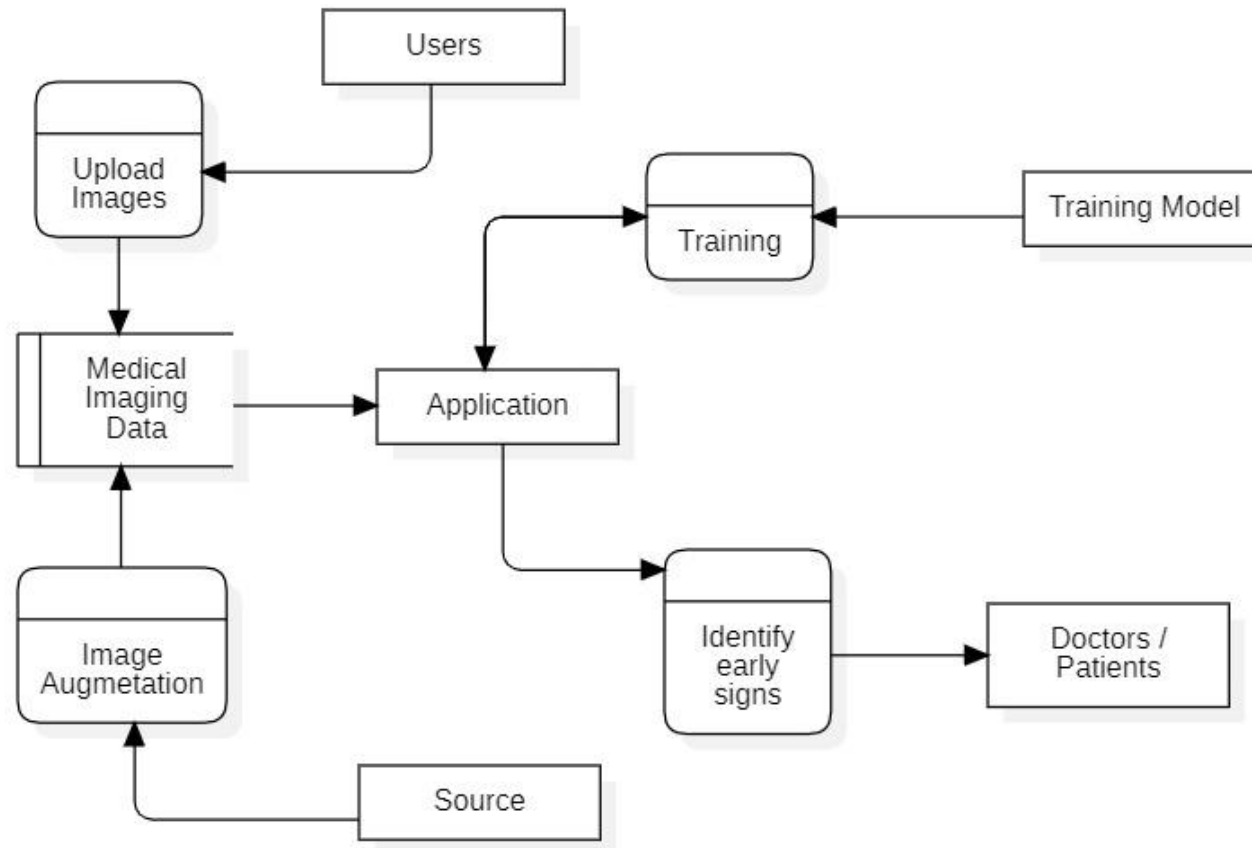 Users
Upload
Images
Training
Training Model
Medical
Imaging
Data
Application
Image
Augmetation
Identify
early
signs
Doctors /
Patients
Source